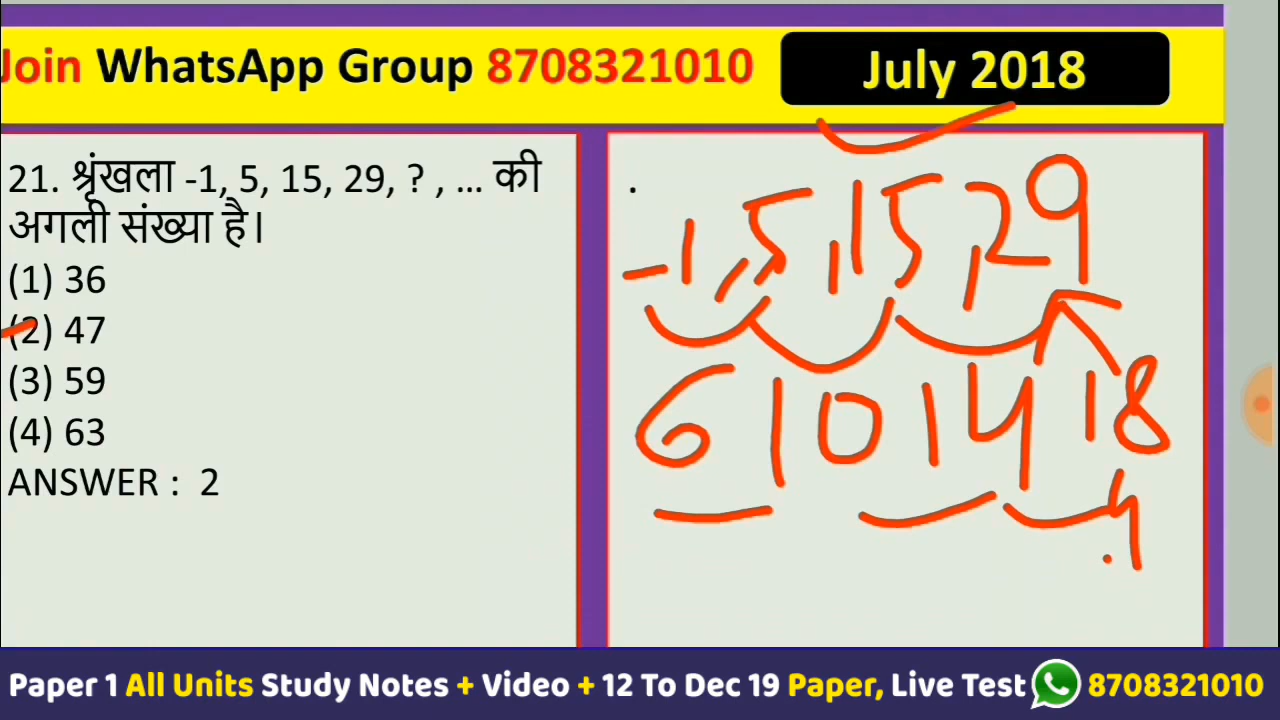 Join WhatsApp Group 8708321010
July 2018
21. श्रृंखला -1, 5, 15, 29, ? , ... की
अगली संख्या है।
(1) 36
(2) 47
(3) 59
(4) 63
ANSWER : 2
.
-1, 5, 15, 29
6 10 14 18
4
Paper 1 All Units Study Notes + Video + 12 To Dec 19 Paper, Live Test 8708321010